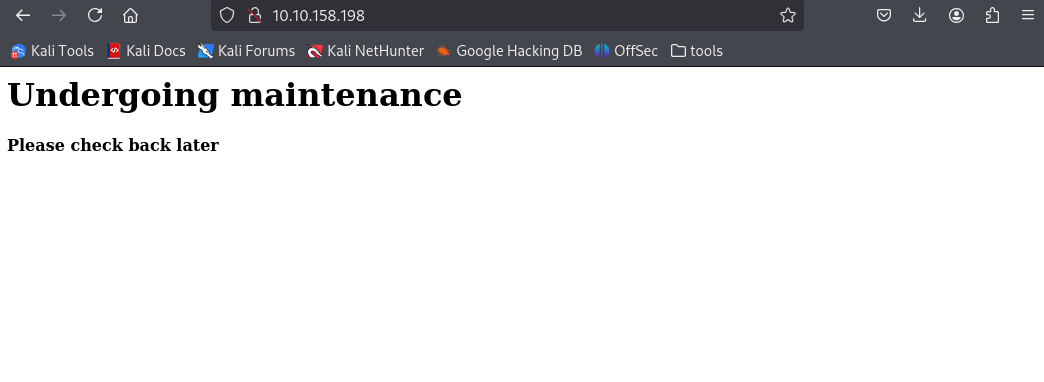 10.10.158.198
Kali Tools Kali Docs Kali Forums Kali NetHunter Google Hacking DB OffSec tools
Undergoing maintenance
Please check back later